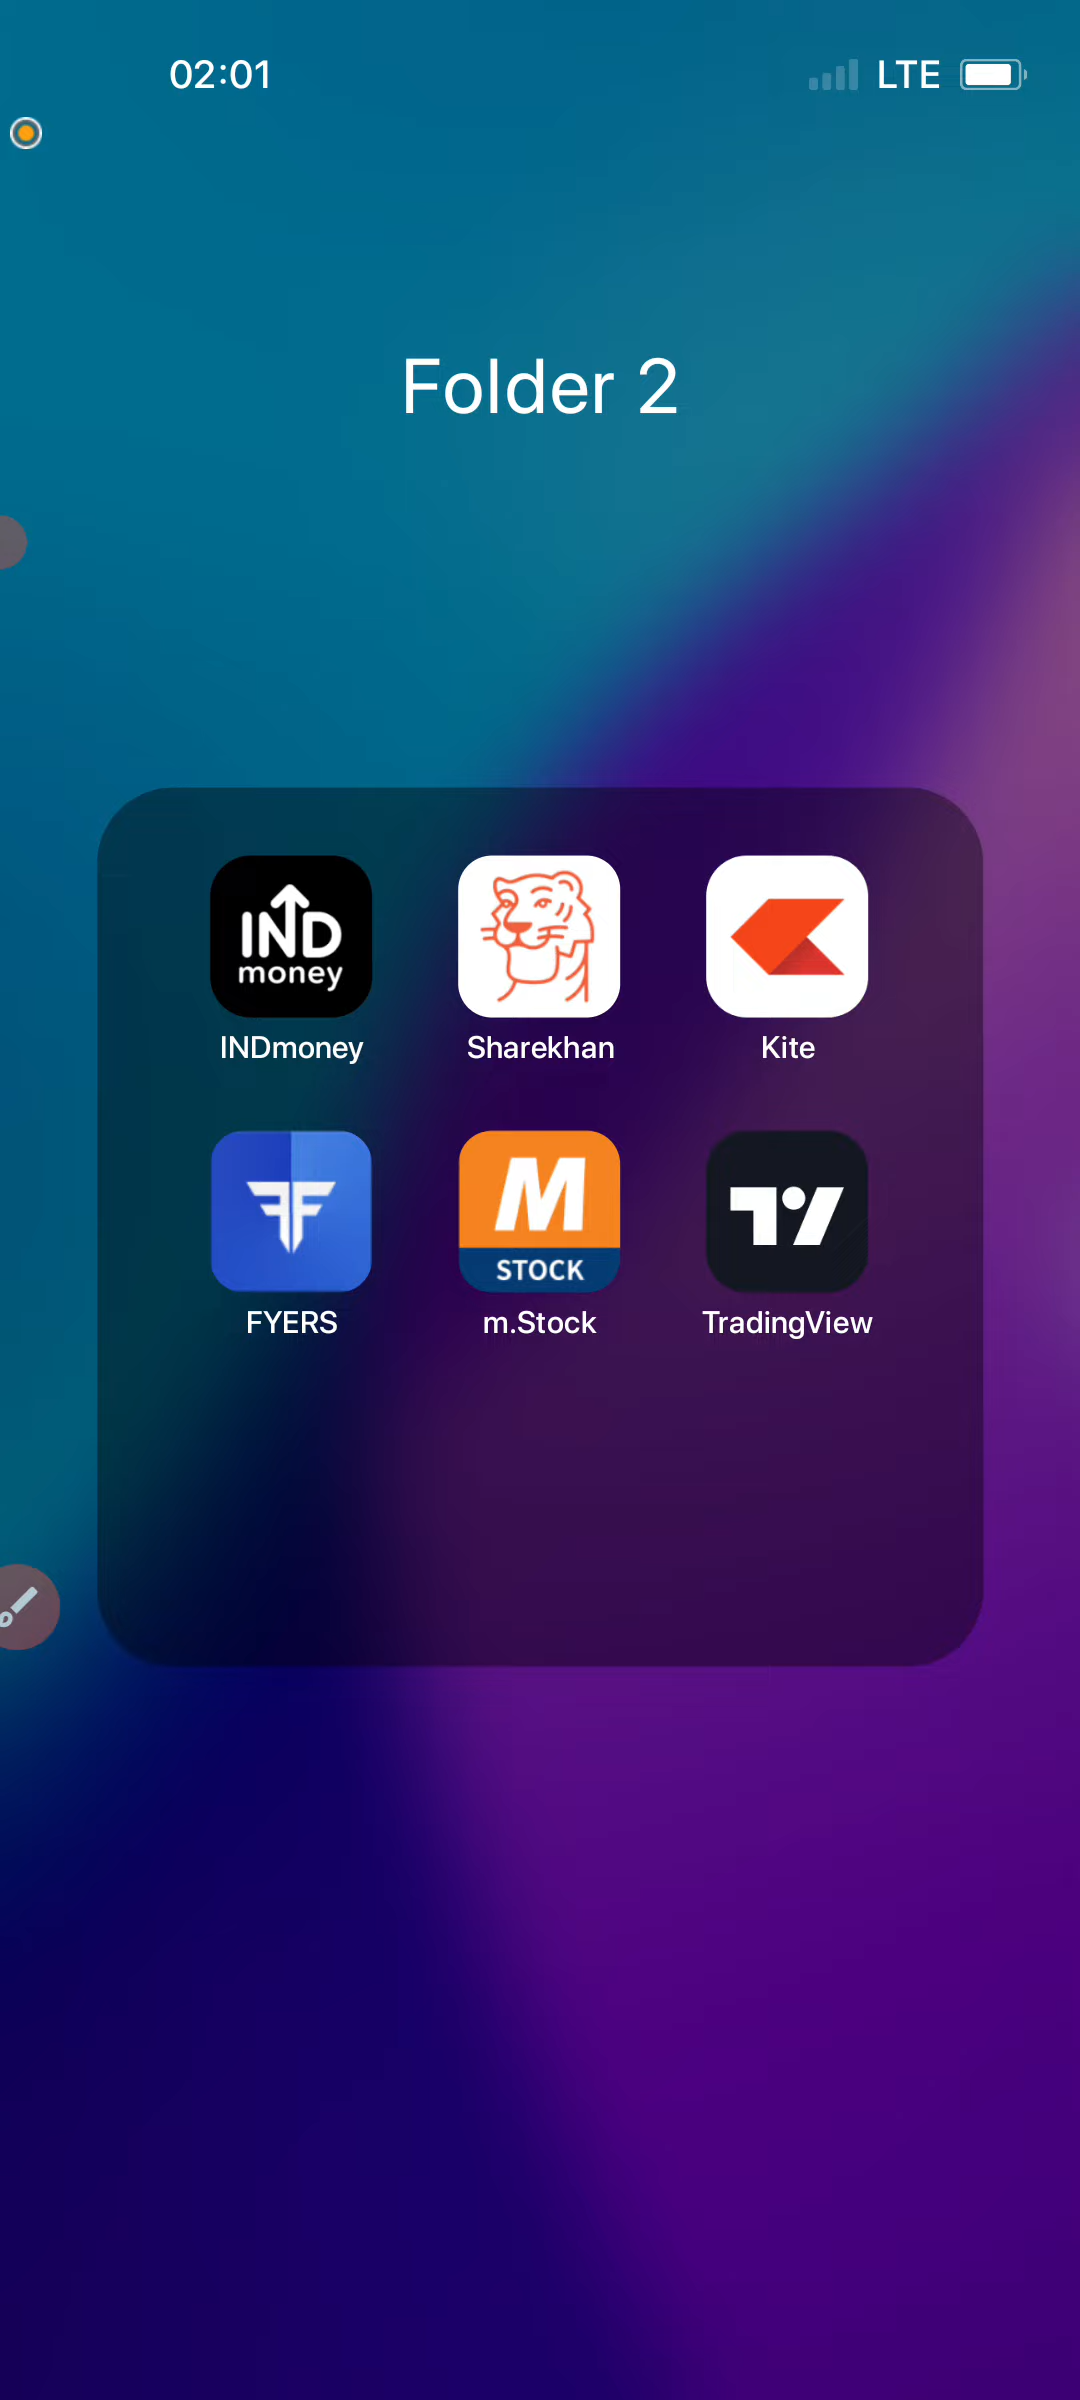 02:01 LTE
Folder 2
IND
money
INDmoney Sharekhan Kite
M
STOCK
FYERS m.Stock TradingView